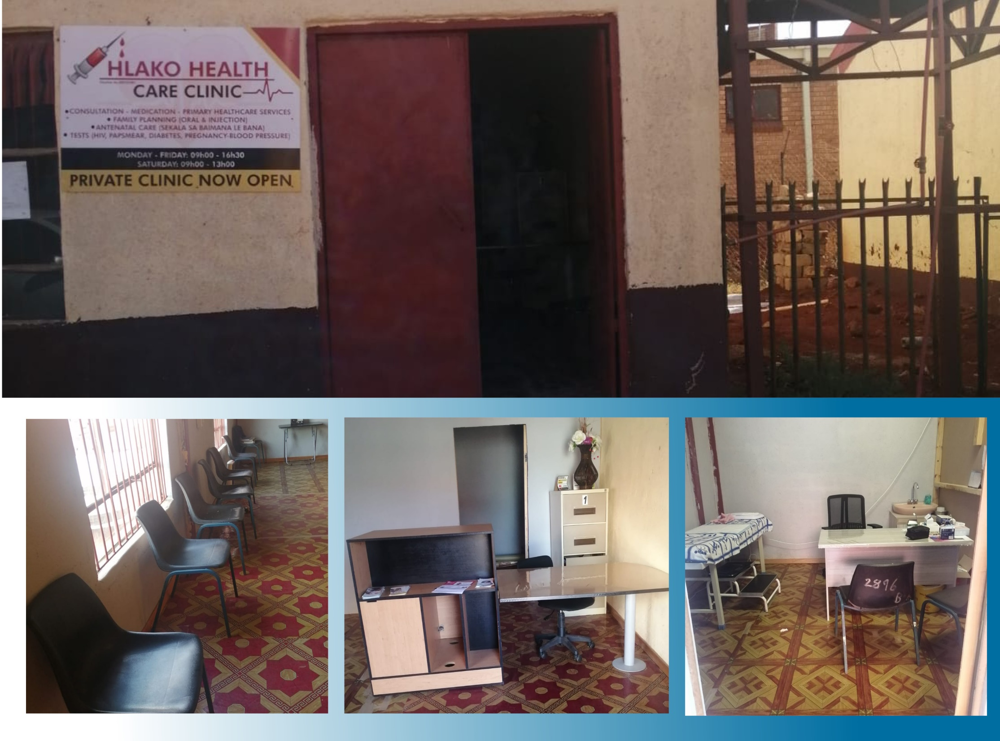 HLAKO HEALTH
CARE CLINIC
•CONSULTATION - MEDICATION - PRIMARY HEALTHCARE SERVICES
• FAMILY PLANNING (ORAL & INJECTION)
•ANTENATAL CARE (SEKALA SA BAIMANA LE BANA)
• TESTS (HIV, PAPSMEAR, DIABETES, PREGNANCY-BLOOD PRESSURE)
MONDAY - FRIDAY: 09h00 - 16h30
SATURDAY: 09h00 - 13h00
PRIVATE CLINIC NOW OPEN
1
2896
B